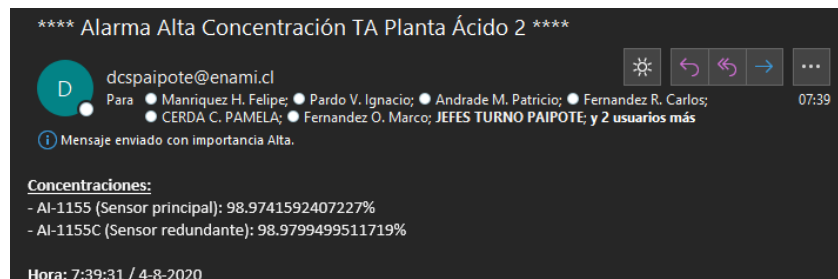 **** Alarma Alta Concentración TA Planta Ácido 2 ****
D
dcspaipote@enami.cl
Para Manriquez H. Felipe; Pardo V. Ignacio; Andrade M. Patricio; Fernandez R. Carlos;
CERDA C. PAMELA; Fernandez O. Marco; JEFES TURNO PAIPOTE; y 2 usuarios más
07:39
Mensaje enviado con importancia Alta.
Concentraciones:
- AI-1155 (Sensor principal): 98.9741592407227%
- AI-1155C (Sensor redundante): 98.9799499511719%
Hora: 7:39:31 / 4-8-2020